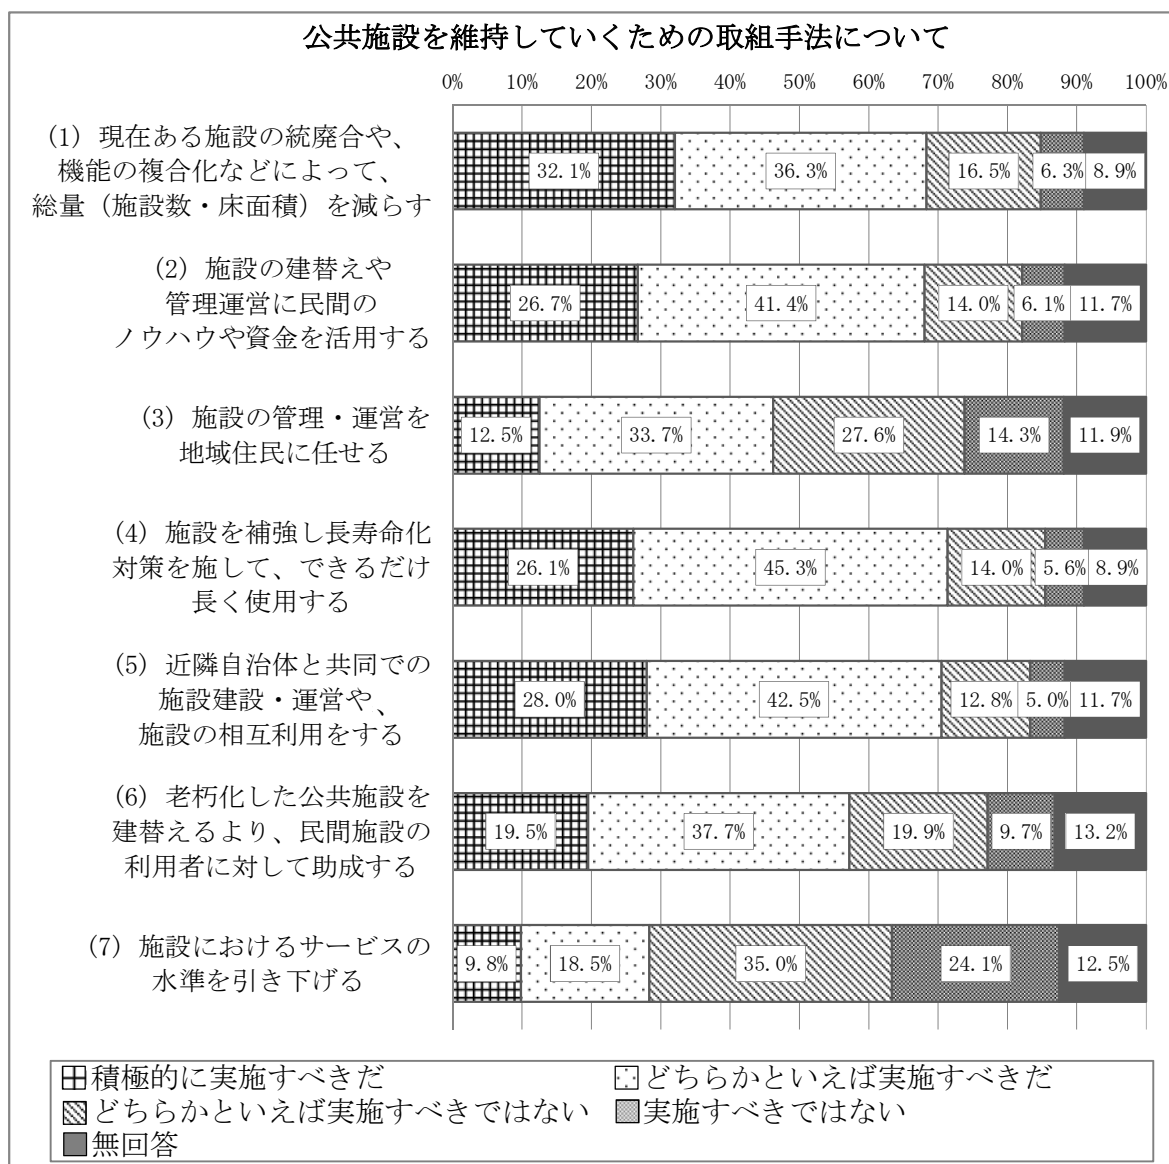 公共施設を維持していくための取組手法について
0% 10% 20% 30% 40% 50% 60% 70% 80% 90% 100%
(1) 現在ある施設の統廃合や、
機能の複合化などによって、
総量（施設数・床面積）を減らす
32.1% 36.3% 16.5% 6.3% 8.9%
(2) 施設の建替えや
管理運営に民間の
ノウハウや資金を活用する
26.7% 41.4% 14.0% 6.1% 11.7%
(3) 施設の管理・運営を
地域住民に任せる
12.5% 33.7% 27.6% 14.3% 11.9%
(4) 施設を補強し長寿命化
対策を施して、できるだけ
長く使用する
26.1% 45.3% 14.0% 5.6% 8.9%
(5) 近隣自治体と共同での
施設建設・運営や、
施設の相互利用をする
28.0% 42.5% 12.8% 5.0% 11.7%
(6) 老朽化した公共施設を
建替えるより、民間施設の
利用者に対して助成する
19.5% 37.7% 19.9% 9.7% 13.2%
(7) 施設におけるサービスの
水準を引き下げる
9.8% 18.5% 35.0% 24.1% 12.5%
積極的に実施すべきだ どちらかといえば実施すべきだ
どちらかといえば実施すべきではない 実施すべきではない
無回答